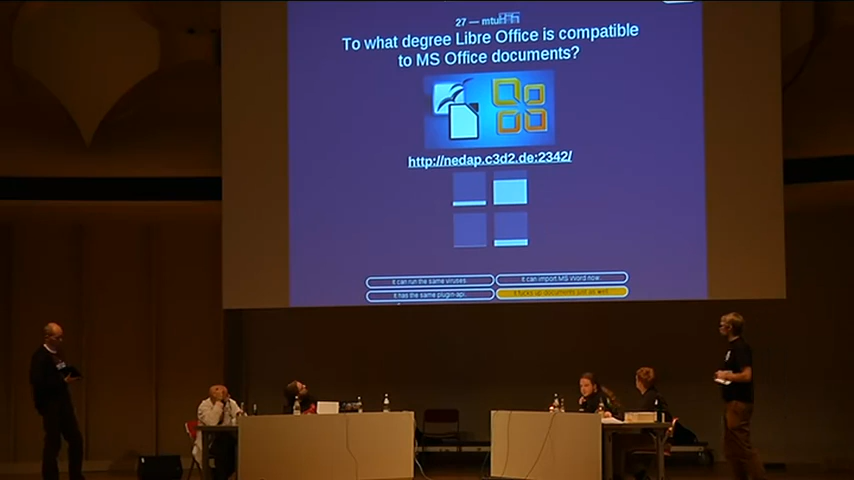 27 — mtu
To what degree Libre Office is compatible
to MS Office documents?
http://nedap.c3d2.de:2342/
It can run the same viruses.
It can import MS Word now.
It has the same plugin-api.
It fucks up documents just as well.